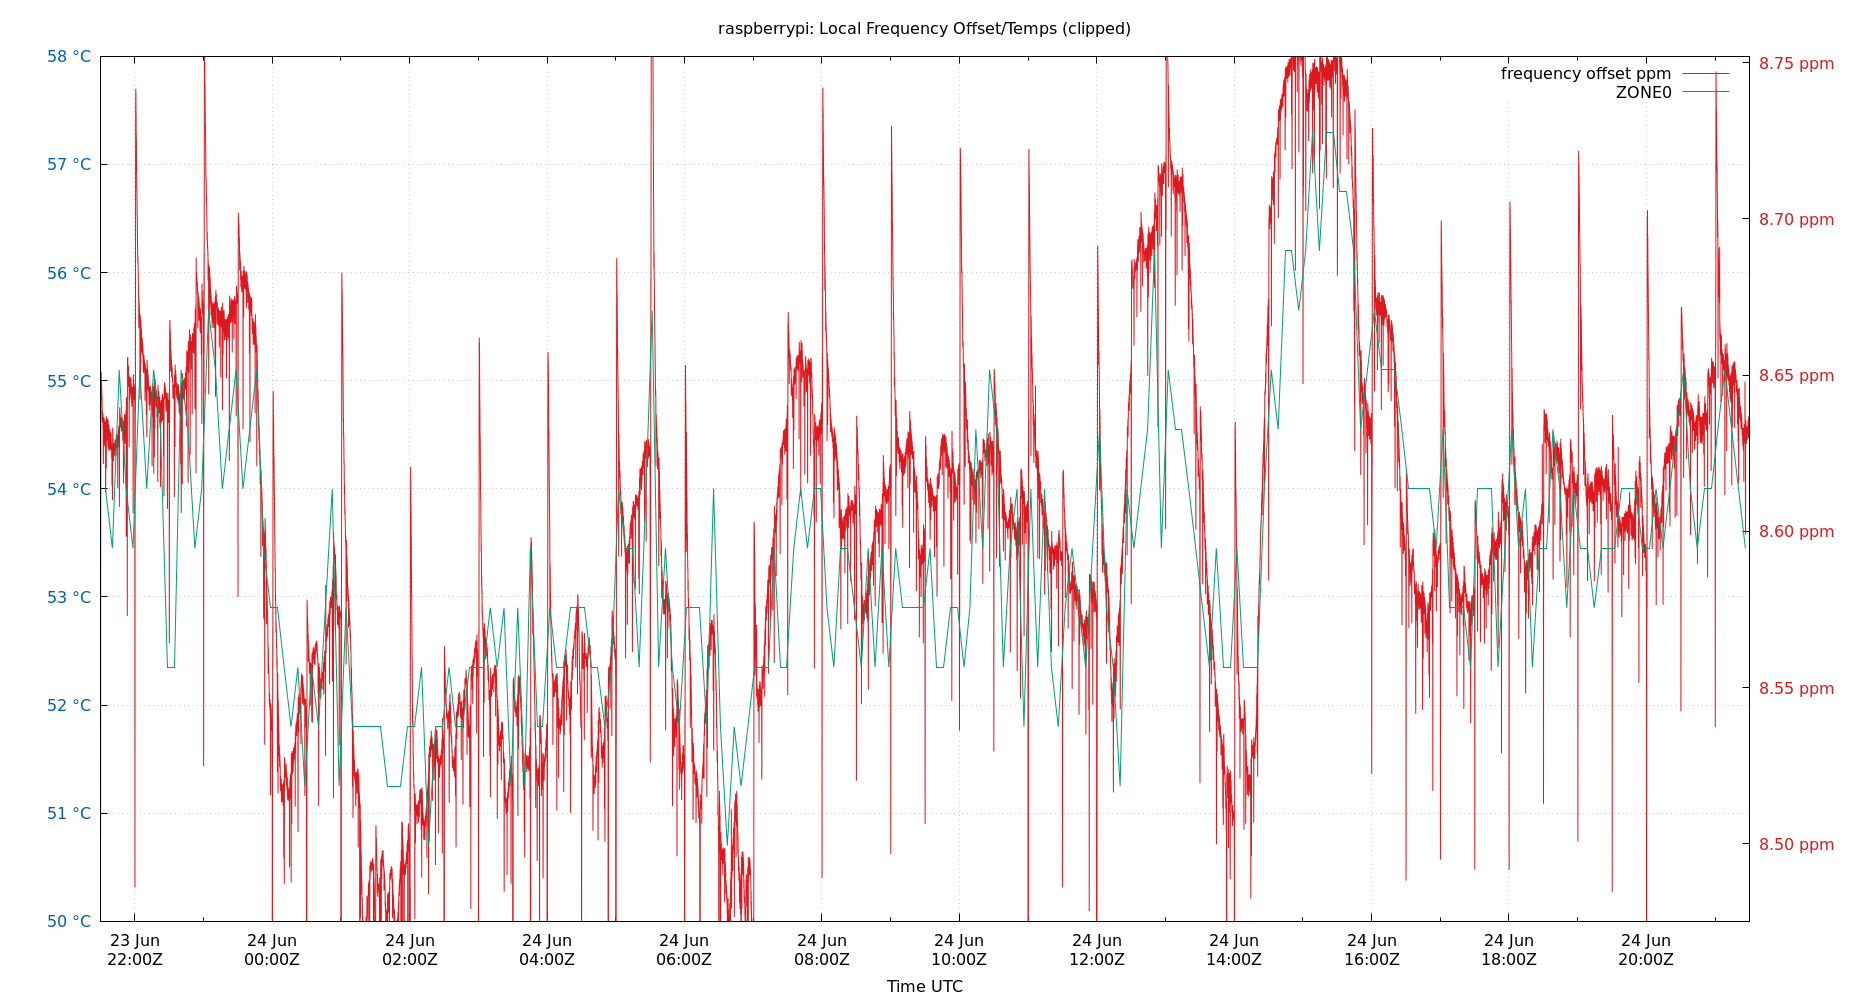 raspberrypi: Local Frequency Offset/Temps (clipped)
58 °C
57 °C
56 °C
55 °C
54 °C
53 °C
52 °C
51 °C
50 °C
frequency offset ppm
ZONE0
8.75 ppm
8.70 ppm
8.65 ppm
8.60 ppm
8.55 ppm
8.50 ppm
23 Jun 24 Jun 24 Jun 24 Jun 24 Jun 24 Jun 24 Jun 24 Jun 24 Jun 24 Jun 24 Jun 24 Jun
22:00Z 00:00Z 02:00Z 04:00Z 06:00Z 08:00Z 10:00Z 12:00Z 14:00Z 16:00Z 18:00Z 20:00Z
Time UTC